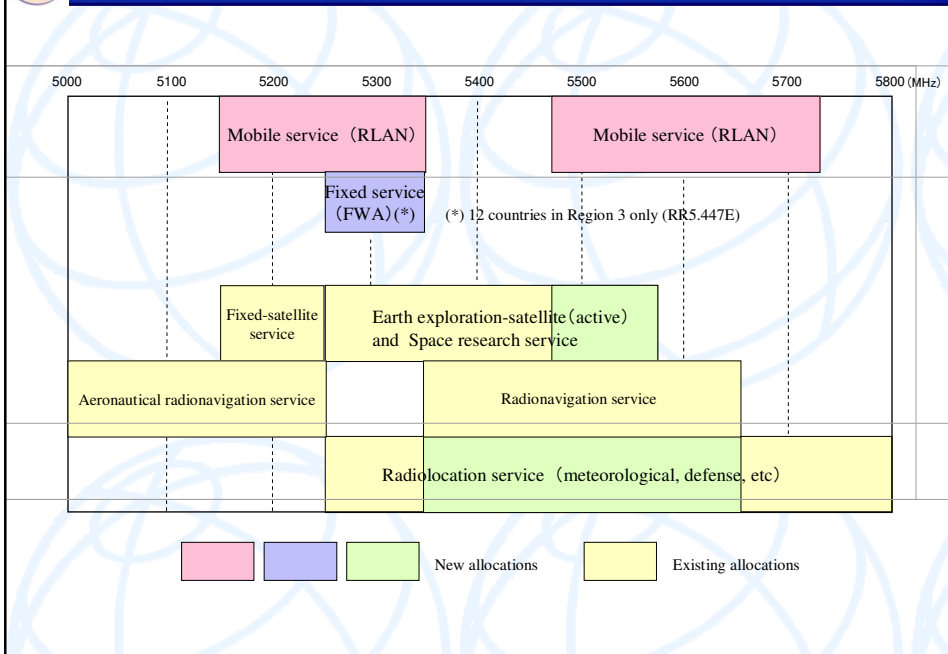 5000 5100 5200 5300 5400 5500 5600 5700 5800 (MHz)
Mobile service (RLAN)
Mobile service (RLAN)
Fixed service
(FWA)(*)
(*) 12 countries in Region 3 only (RR5.447E)
Fixed-satellite
service
Earth exploration-satellite(active)
and Space research service
Aeronautical radionavigation service
Radionavigation service
Radiolocation service (meteorological, defense, etc)
New allocations
Existing allocations